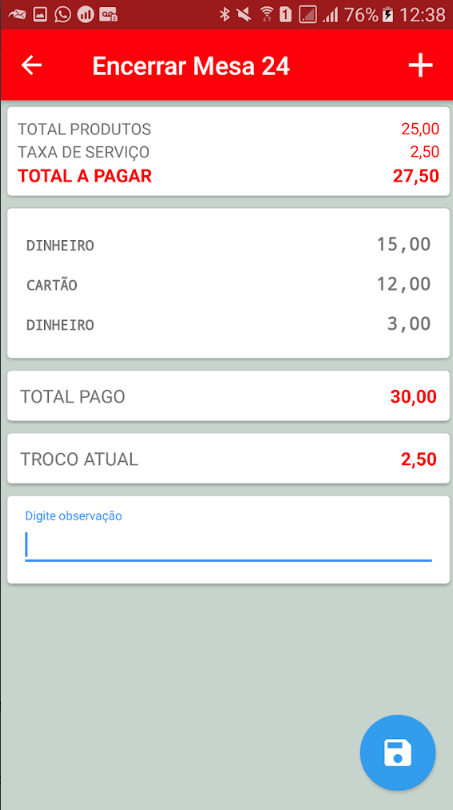 76% 12:38
Encerrar Mesa 24
TOTAL PRODUTOS 25,00
TAXA DE SERVIÇO 2,50
TOTAL A PAGAR 27,50
DINHEIRO 15,00
CARTÃO 12,00
DINHEIRO 3,00
TOTAL PAGO 30,00
TROCO ATUAL 2,50
Digite observação